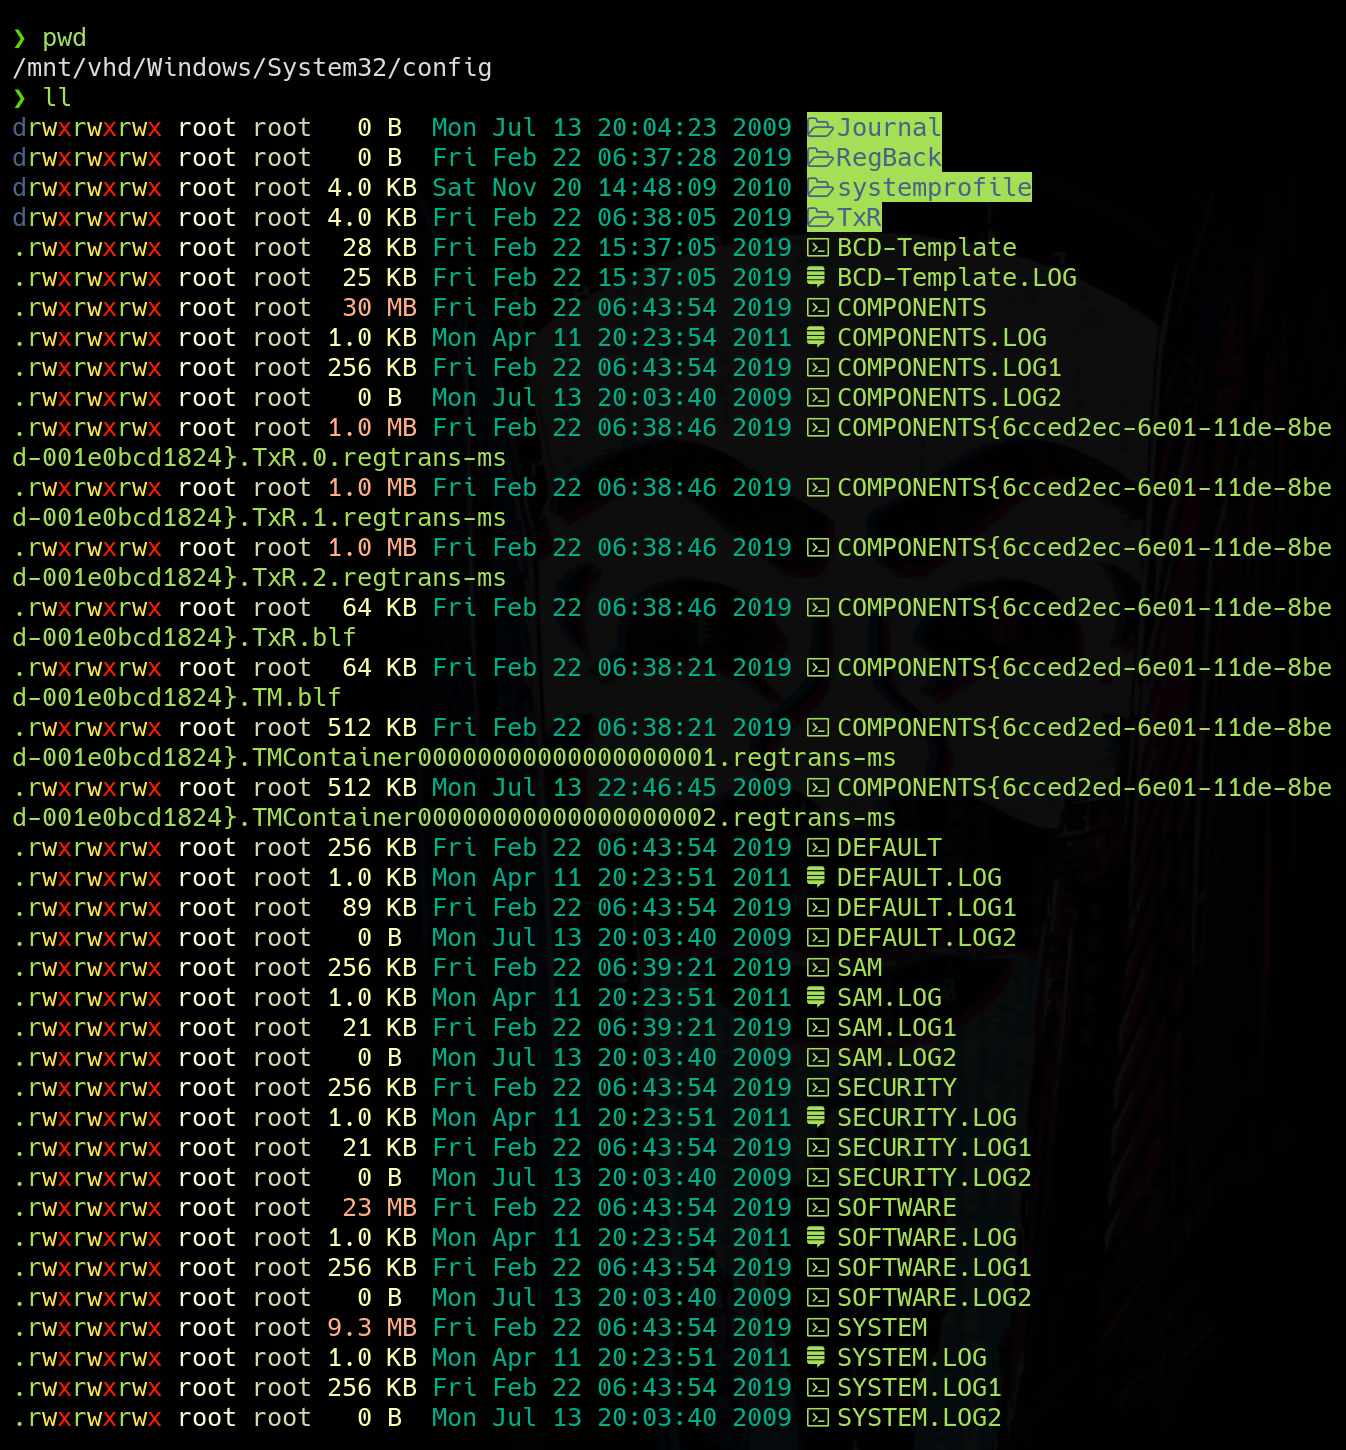 ❯ pwd
/mnt/vhd/Windows/System32/config
❯ ll
drwxrwxrwx root root   0 B  Mon Jul 13 20:04:23 2009 Journal
drwxrwxrwx root root   0 B  Fri Feb 22 06:37:28 2019 RegBack
drwxrwxrwx root root 4.0 KB Sat Nov 20 14:48:09 2010 systemprofile
drwxrwxrwx root root 4.0 KB Fri Feb 22 06:38:05 2019 TxR
.rwxrwxrwx root root  28 KB Fri Feb 22 15:37:05 2019 BCD-Template
.rwxrwxrwx root root  25 KB Fri Feb 22 15:37:05 2019 BCD-Template.LOG
.rwxrwxrwx root root  30 MB Fri Feb 22 06:43:54 2019 COMPONENTS
.rwxrwxrwx root root 1.0 KB Mon Apr 11 20:23:54 2011 COMPONENTS.LOG
.rwxrwxrwx root root 256 KB Fri Feb 22 06:43:54 2019 COMPONENTS.LOG1
.rwxrwxrwx root root   0 B  Mon Jul 13 20:03:40 2009 COMPONENTS.LOG2
.rwxrwxrwx root root 1.0 MB Fri Feb 22 06:38:46 2019 COMPONENTS{6cced2ec-6e01-11de-8be
d-001e0bcd1824}.TxR.0.regtrans-ms
.rwxrwxrwx root root 1.0 MB Fri Feb 22 06:38:46 2019 COMPONENTS{6cced2ec-6e01-11de-8be
d-001e0bcd1824}.TxR.1.regtrans-ms
.rwxrwxrwx root root 1.0 MB Fri Feb 22 06:38:46 2019 COMPONENTS{6cced2ec-6e01-11de-8be
d-001e0bcd1824}.TxR.2.regtrans-ms
.rwxrwxrwx root root  64 KB Fri Feb 22 06:38:46 2019 COMPONENTS{6cced2ec-6e01-11de-8be
d-001e0bcd1824}.TxR.blf
.rwxrwxrwx root root  64 KB Fri Feb 22 06:38:21 2019 COMPONENTS{6cced2ed-6e01-11de-8be
d-001e0bcd1824}.TM.blf
.rwxrwxrwx root root 512 KB Fri Feb 22 06:38:21 2019 COMPONENTS{6cced2ed-6e01-11de-8be
d-001e0bcd1824}.TMContainer00000000000000000001.regtrans-ms
.rwxrwxrwx root root 512 KB Mon Jul 13 22:46:45 2009 COMPONENTS{6cced2ed-6e01-11de-8be
d-001e0bcd1824}.TMContainer00000000000000000002.regtrans-ms
.rwxrwxrwx root root 256 KB Fri Feb 22 06:43:54 2019 DEFAULT
.rwxrwxrwx root root 1.0 KB Mon Apr 11 20:23:51 2011 DEFAULT.LOG
.rwxrwxrwx root root  89 KB Fri Feb 22 06:43:54 2019 DEFAULT.LOG1
.rwxrwxrwx root root   0 B  Mon Jul 13 20:03:40 2009 DEFAULT.LOG2
.rwxrwxrwx root root 256 KB Fri Feb 22 06:39:21 2019 SAM
.rwxrwxrwx root root 1.0 KB Mon Apr 11 20:23:51 2011 SAM.LOG
.rwxrwxrwx root root  21 KB Fri Feb 22 06:39:21 2019 SAM.LOG1
.rwxrwxrwx root root   0 B  Mon Jul 13 20:03:40 2009 SAM.LOG2
.rwxrwxrwx root root 256 KB Fri Feb 22 06:43:54 2019 SECURITY
.rwxrwxrwx root root 1.0 KB Mon Apr 11 20:23:51 2011 SECURITY.LOG
.rwxrwxrwx root root  21 KB Fri Feb 22 06:43:54 2019 SECURITY.LOG1
.rwxrwxrwx root root   0 B  Mon Jul 13 20:03:40 2009 SECURITY.LOG2
.rwxrwxrwx root root  23 MB Fri Feb 22 06:43:54 2019 SOFTWARE
.rwxrwxrwx root root 1.0 KB Mon Apr 11 20:23:54 2011 SOFTWARE.LOG
.rwxrwxrwx root root 256 KB Fri Feb 22 06:43:54 2019 SOFTWARE.LOG1
.rwxrwxrwx root root   0 B  Mon Jul 13 20:03:40 2009 SOFTWARE.LOG2
.rwxrwxrwx root root 9.3 MB Fri Feb 22 06:43:54 2019 SYSTEM
.rwxrwxrwx root root 1.0 KB Mon Apr 11 20:23:51 2011 SYSTEM.LOG
.rwxrwxrwx root root 256 KB Fri Feb 22 06:43:54 2019 SYSTEM.LOG1
.rwxrwxrwx root root   0 B  Mon Jul 13 20:03:40 2009 SYSTEM.LOG2